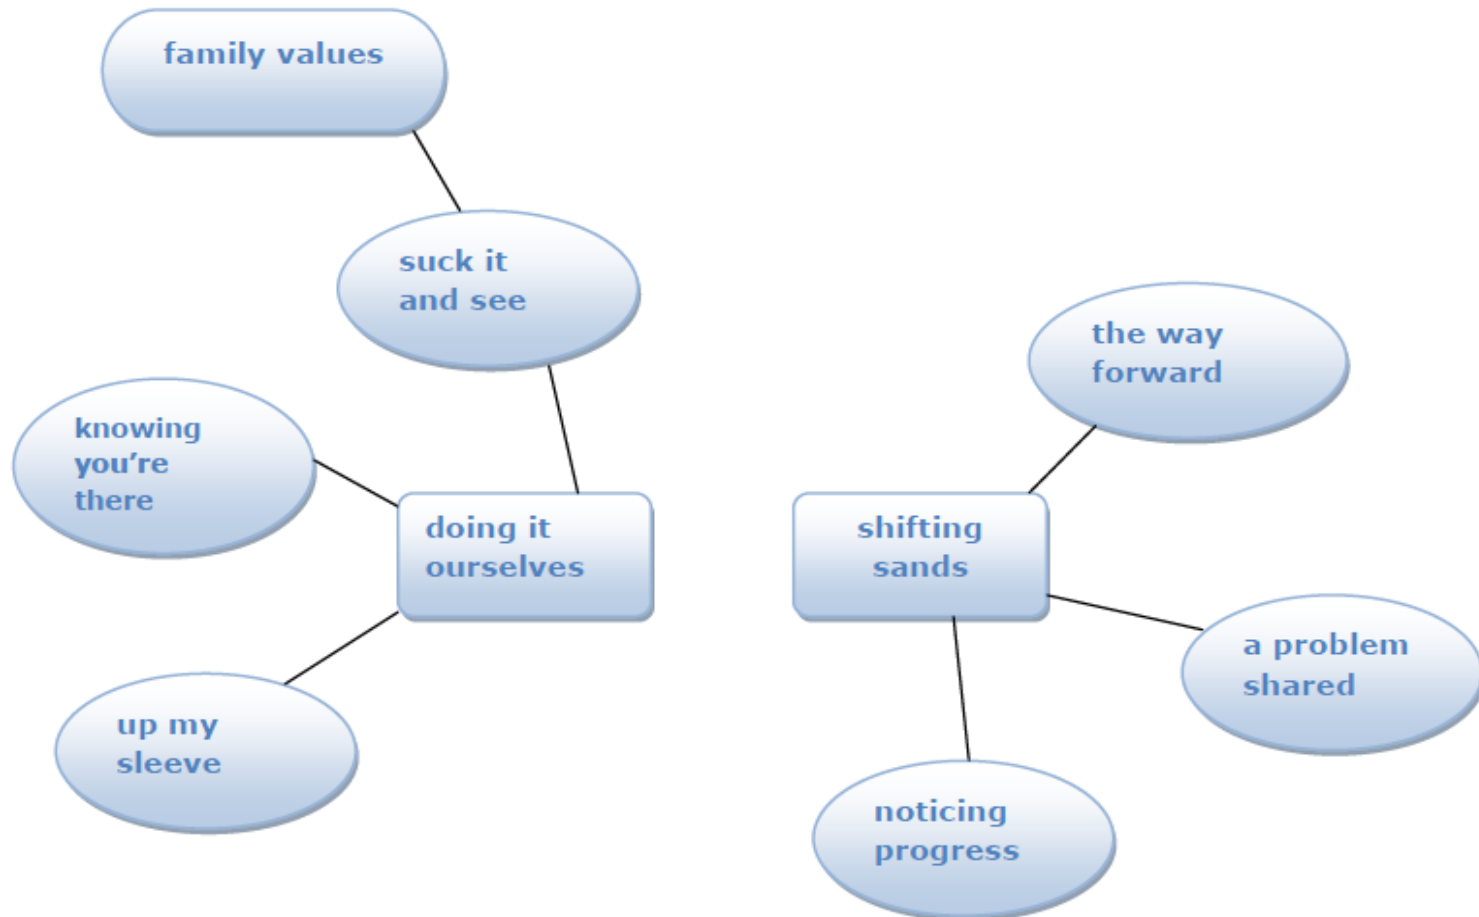 family values
suck it
and see
the way
forward
knowing
you’re
there
doing it
ourselves
shifting
sands
a problem
shared
up my
sleeve
noticing
progress